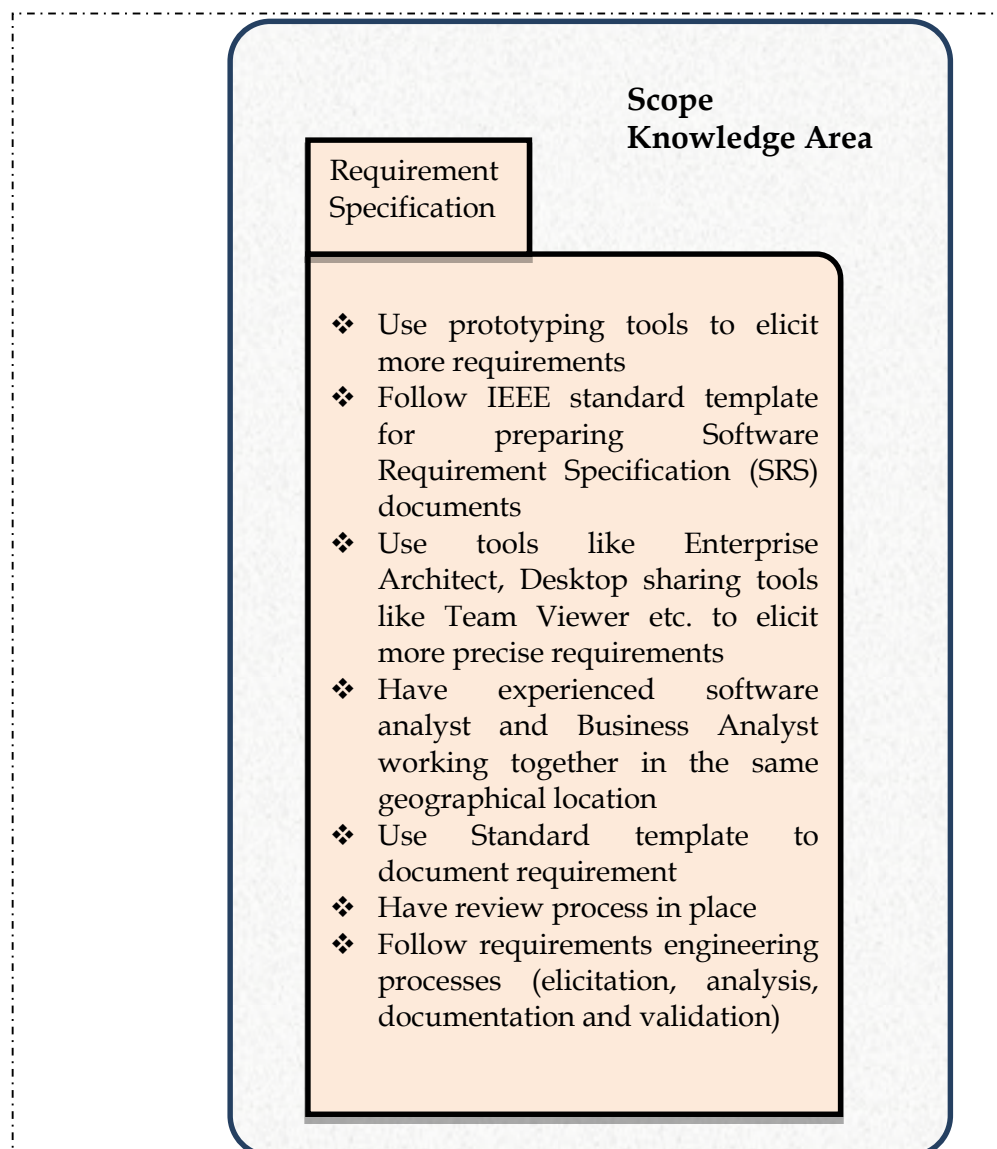 Scope
Knowledge Area
Requirement
Specification
❖ Use prototyping tools to elicit
more requirements
❖ Follow IEEE standard template
for preparing Software
Requirement Specification (SRS)
documents
❖ Use tools like Enterprise
Architect, Desktop sharing tools
like Team Viewer etc. to elicit
more precise requirements
❖ Have experienced software
analyst and Business Analyst
working together in the same
geographical location
❖ Use Standard template to
document requirement
❖ Have review process in place
❖ Follow requirements engineering
processes (elicitation, analysis,
documentation and validation)